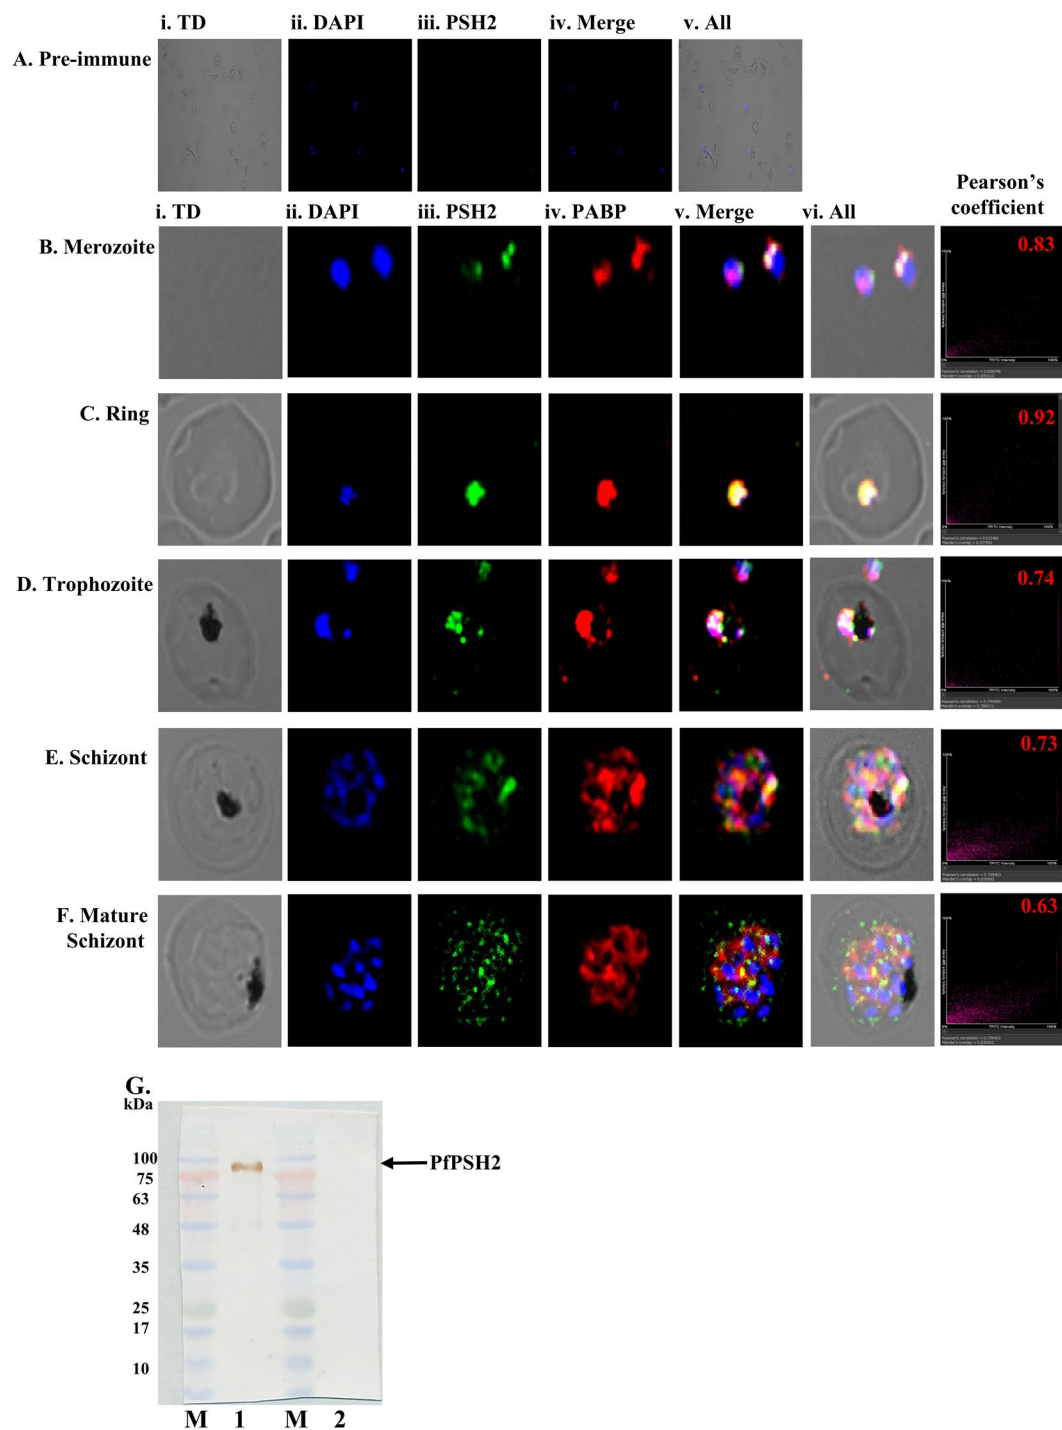 i. TD ii. DAPI iii. PSH2 iv. Merge v. All
A. Pre-immune
Pearson's
coefficient
i. TD ii. DAPI iii. PSH2 iv. PABP v. Merge vi. All
B. Merozoite
0.83
C. Ring
0.92
D. Trophozoite
0.74
E. Schizont
0.73
F. Mature
Schizont
0.63
G.
kDa
100
PfPSH2
75
63
48
35
25
17
10
M 1 M 2